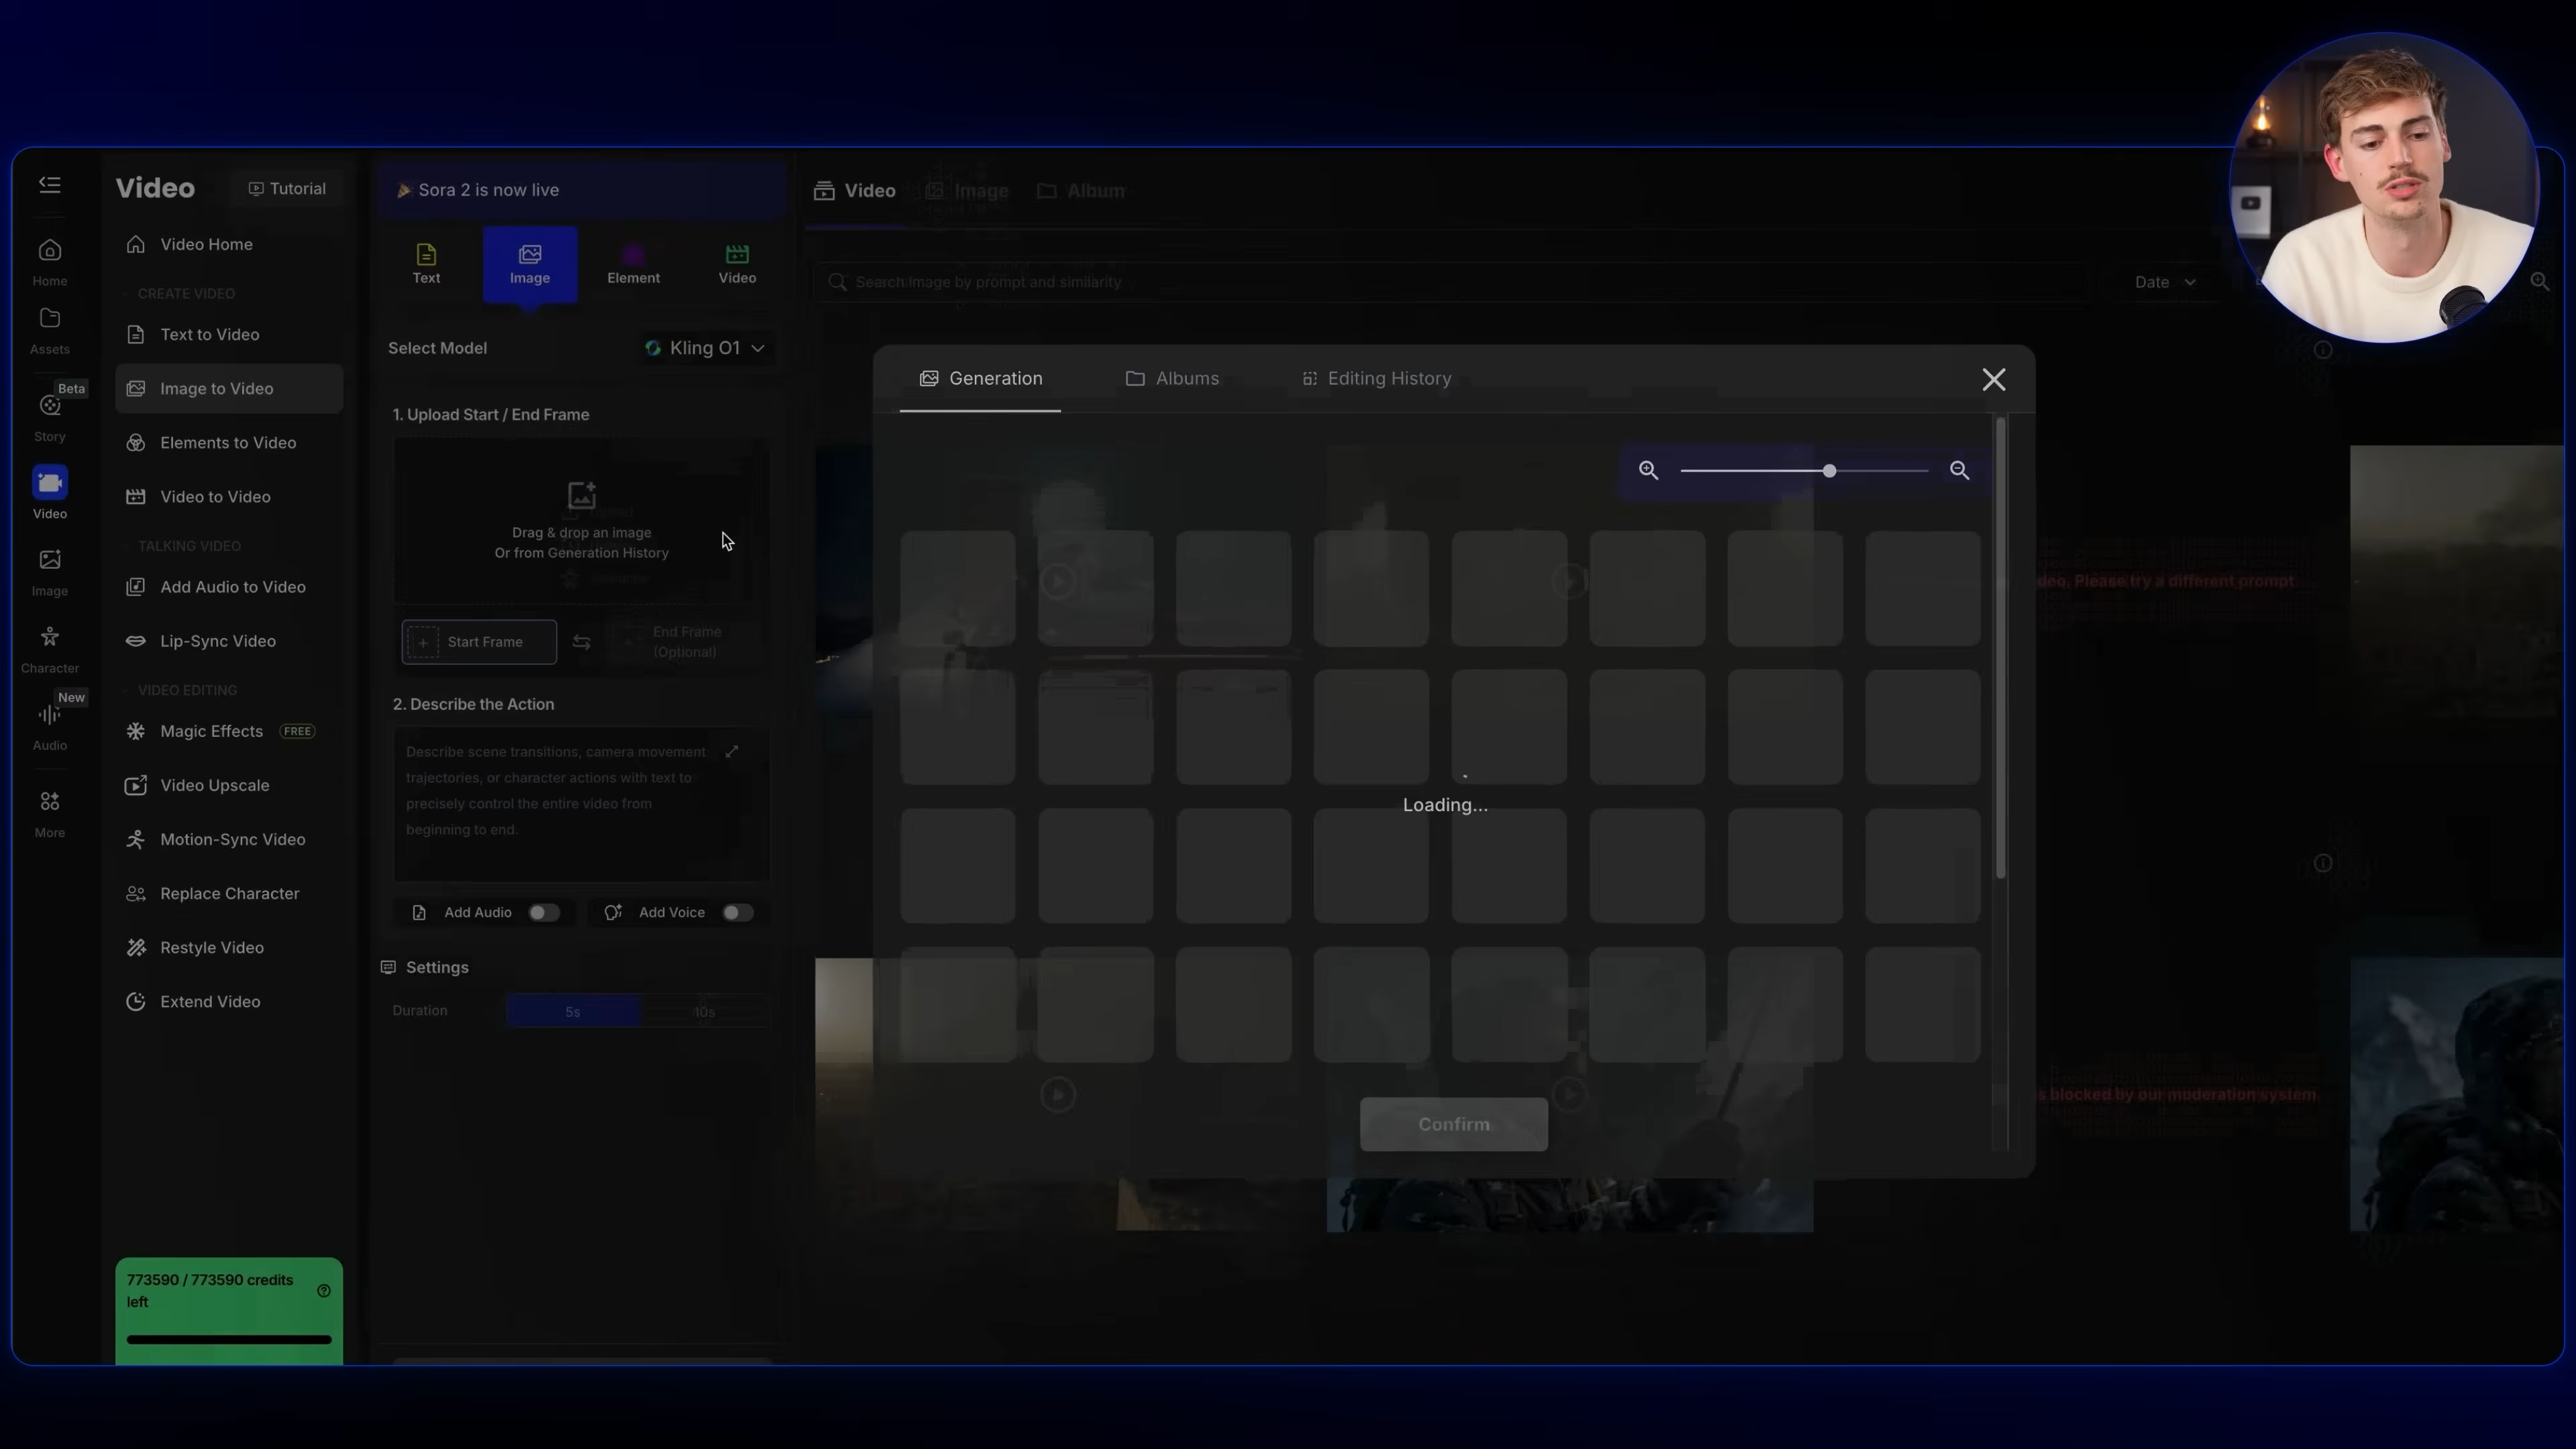 Video
Tutorial
Home
Assets
Beta
Story
Video
Image
Character
New
Audio
More
Video Home
CREATE VIDEO
Text to Video
Image to Video
Elements to Video
Video to Video
TALKING VIDEO
Add Audio to Video
Lip-Sync Video
VIDEO EDITING
Magic Effects FREE
Video Upscale
Motion-Sync Video
Replace Character
Restyle Video
Extend Video
773590 / 773590 credits
left
Sora 2 is now live
Text
Image
Element
Video
Select Model
Kling O1
1. Upload Start / End Frame
Drag & drop an image
Or from Generation History
Start Frame
End Frame
(Optional)
2. Describe the Action
Describe scene transitions, camera movement
trajectories, or character actions with text to
precisely control the entire video from
beginning to end.
Add Audio
Add Voice
Settings
Duration
5s
10s
Video
Image
Album
Search image by prompt and similarity
Date
Generation
Albums
Editing History
Loading...
Confirm
Please try a different prompt
blocked by our moderation system